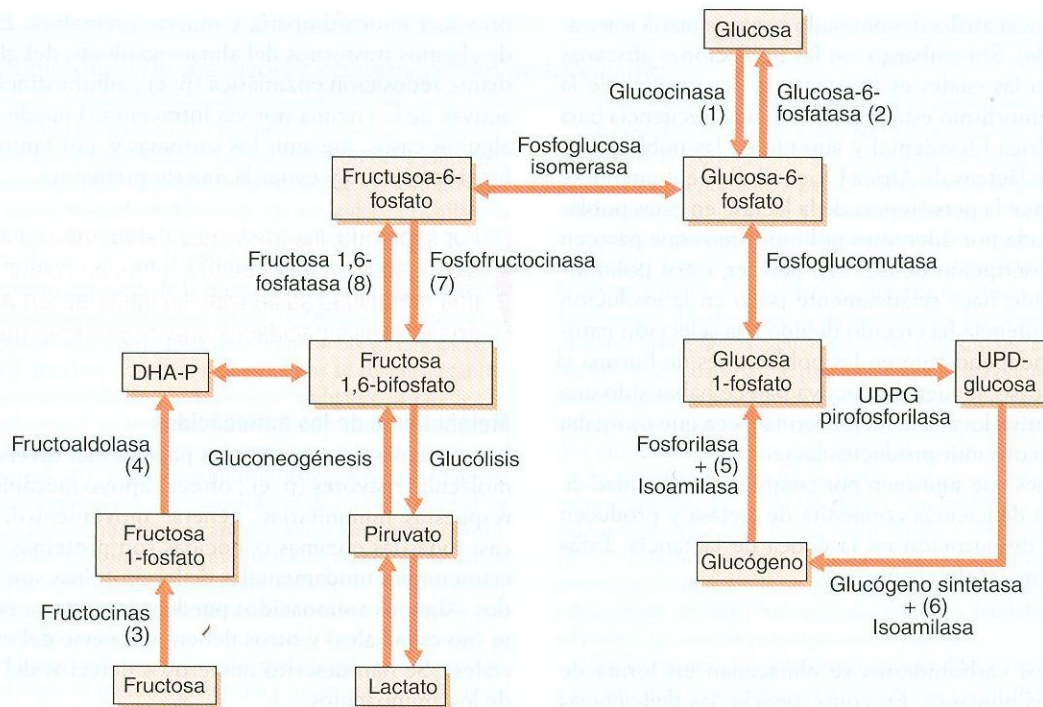 Glucosa
Glucocinasa
(1)
Glucosa-6-
fosfatasa (2)
Fosfoglucosa
isomerasa
Fructusoa-6-
fosfato
Glucosa-6-
fosfato
Fructosa 1,6-
fosfatasa (8)
Fosfofructocinasa
(7)
Fosfoglucomutasa
DHA-P
Fructosa
1,6-bifosfato
Glucosa
1-fosfato
UPD-
glucosa
UDPG
pirofosforilasa
Fructoaldolasa
(4)
Gluconeogénesis
Glucólisis
Fosforilasa
+ (5)
Isoamilasa
Fructosa
1-fosfato
Piruvato
Glucógeno
Glucógeno sintetasa
+ (6)
Isoamilasa
Fructocinas
(3)
Fructosa
Lactato